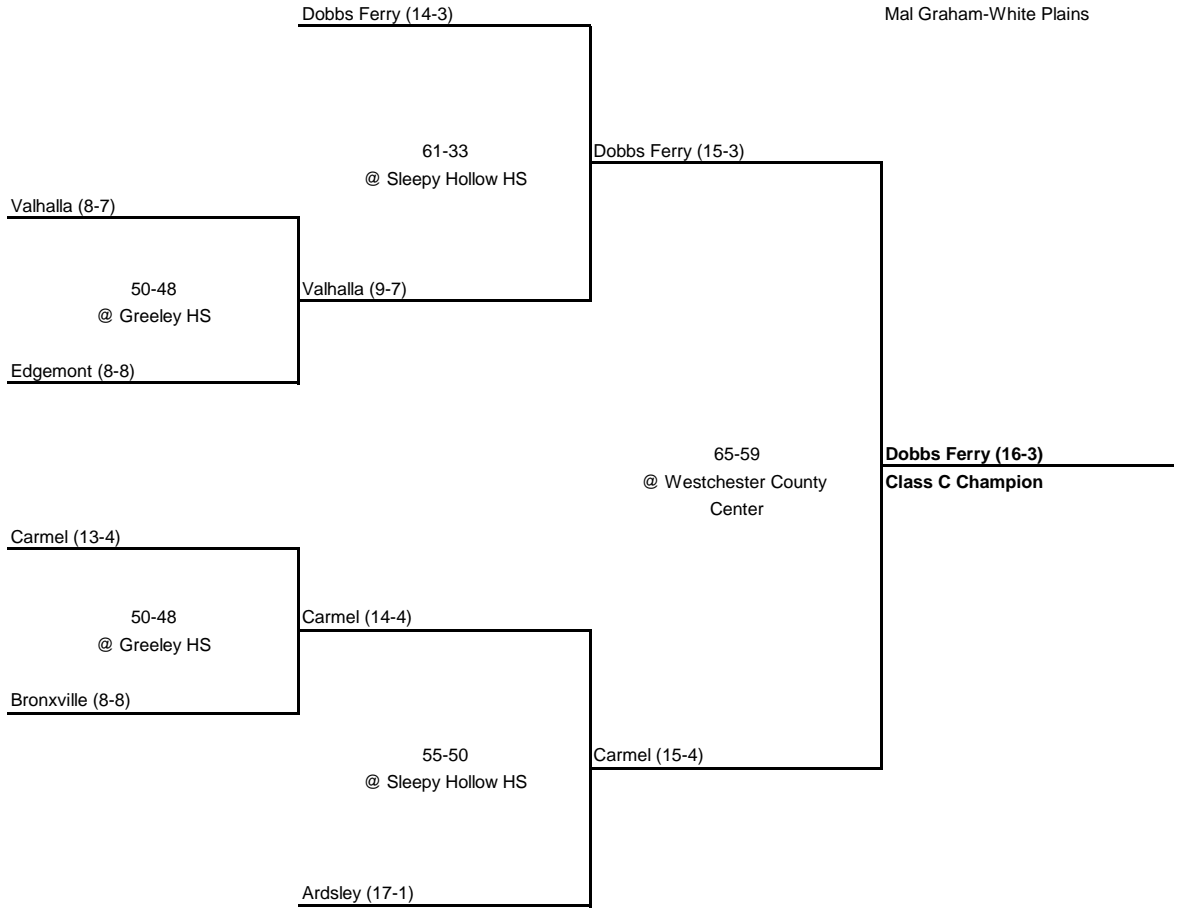 Dobbs Ferry (14-3)
Mal Graham-White Plains
61-33
@ Sleepy Hollow HS
Dobbs Ferry (15-3)
Valhalla (8-7)
50-48
@ Greeley HS
Valhalla (9-7)
Edgemont (8-8)
65-59
@ Westchester County
Center
Dobbs Ferry (16-3)
Class C Champion
Carmel (13-4)
50-48
@ Greeley HS
Carmel (14-4)
Bronxville (8-8)
55-50
@ Sleepy Hollow HS
Carmel (15-4)
Ardsley (17-1)